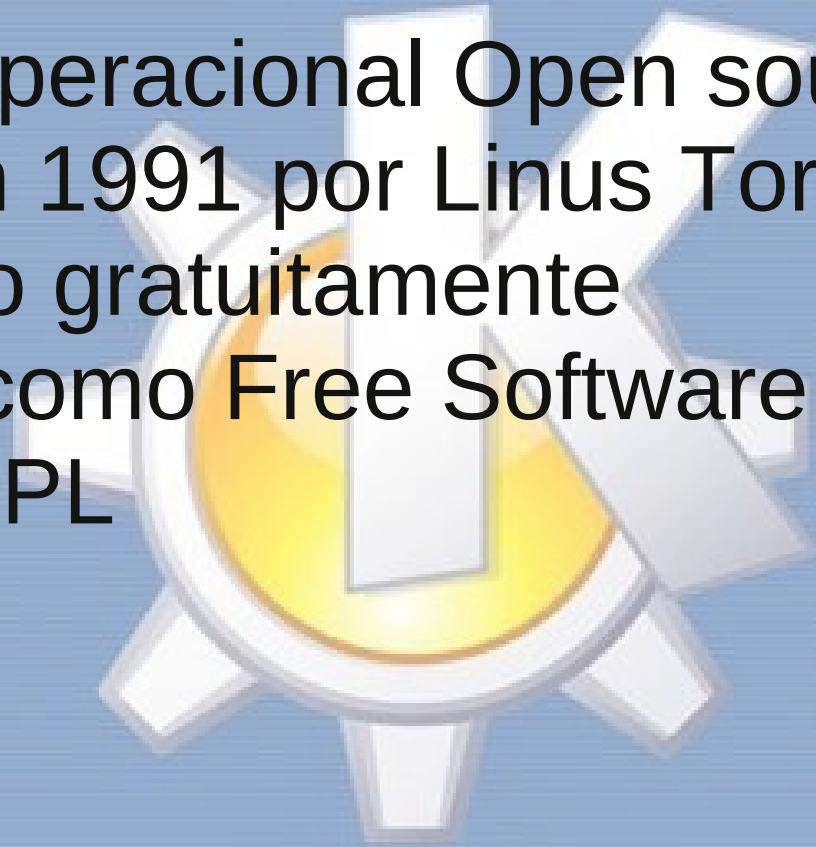 peracional Open sou
1991 por Linus Tor
o gratuitamente
como Free Software
PL